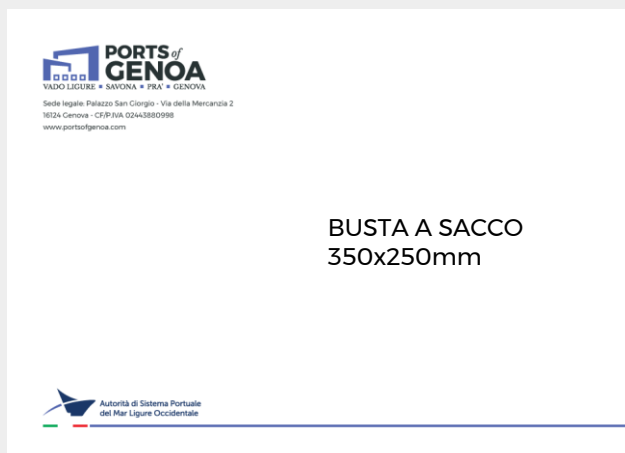 PORTS of
GENOA
VADO LIGURE ▪ SAVONA ▪ PRA' ▪ GENOVA
Sede legale: Palazzo San Giorgio - Via della Mercanzia 2
16124 Genova - CF/P.IVA 02443880998
www.portsofgenoa.com
BUSTA A SACCO
350x250mm
Autorità di Sistema Portuale
del Mar Ligure Occidentale